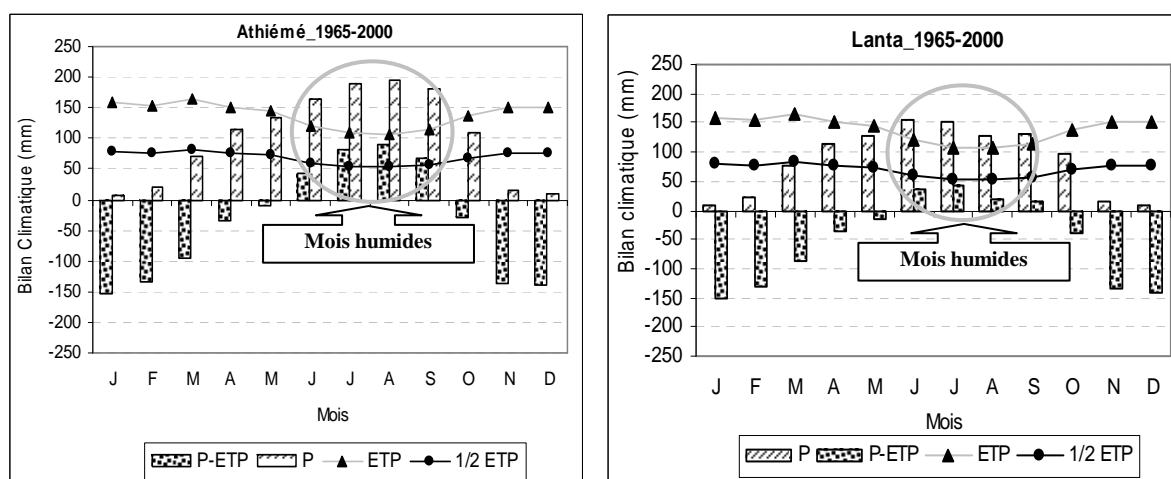 Athiémé_1965-2000
Bilan Climatique (mm)
250
200
150
100
50
0
-50
-100
-150
-200
-250
Mois humides
J F M A M J J A S O N D
Mois
P-ETP P ETP 1/2 ETP
Lanta_1965-2000
Bilan climatique (mm)
250
200
150
100
50
0
-50
-100
-150
-200
-250
Mois humides
J F M A M J J A S O N D
Mois
P P-ETP ETP 1/2 ETP